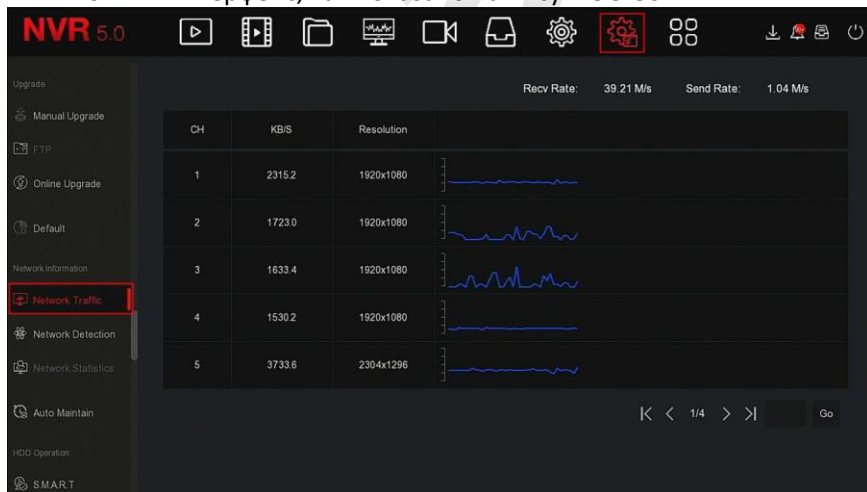 NVR 5.0
Upgrade
Recv Rate: 39.21 M/s Send Rate: 1.04 M/s
Manual Upgrade
FTP
Online Upgrade
Default
Network Information
Network Traffic
Network Detection
Network Statistics
Auto Maintain
HDD Operation
S.M.A.R.T
CH KB/S Resolution
1 2315.2 1920x1080
2 1723.0 1920x1080
3 1633.4 1920x1080
4 1530.2 1920x1080
5 3733.6 2304x1296
1/4 Go